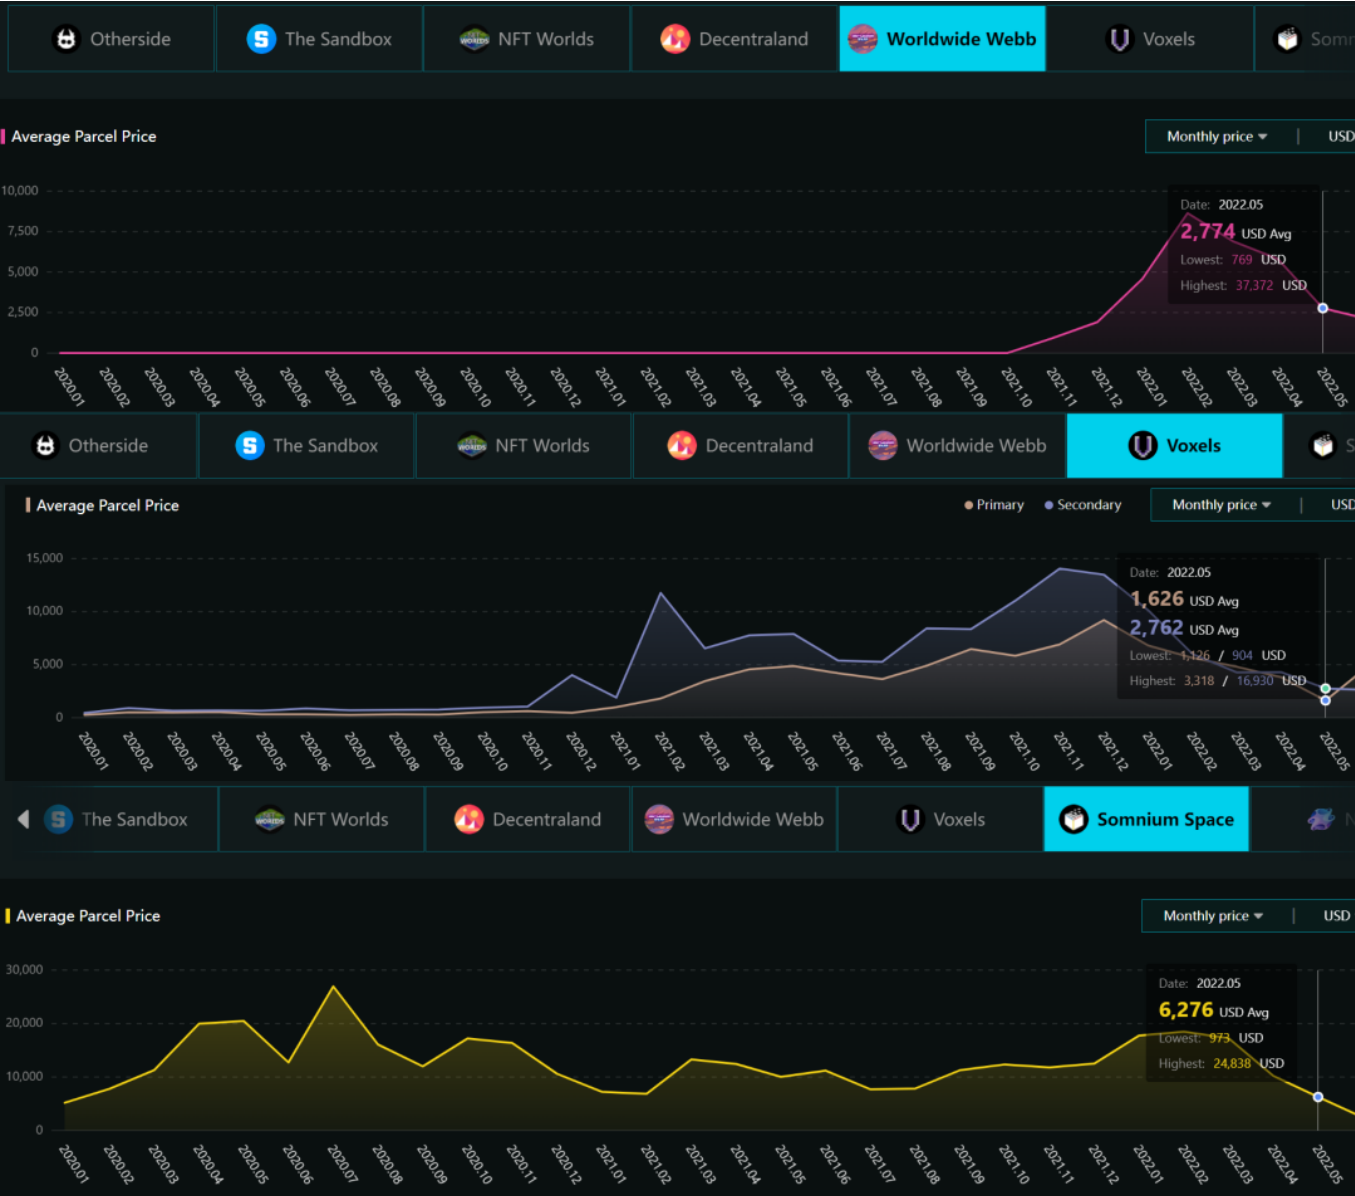 Otherside The Sandbox NFT Worlds Decentraland Worldwide Webb Voxels
Average Parcel Price
Monthly price | USD
10,000
7,500
5,000
2,500
0
Date: 2022.05
2,774 USD Avg
Lowest: 769 USD
Highest: 37,372 USD
2020.01 2020.02 2020.03 2020.04 2020.05 2020.06 2020.07 2020.08 2020.09 2020.10 2020.11 2020.12 2021.01 2021.02 2021.03 2021.04 2021.05 2021.06 2021.07 2021.08 2021.09 2021.10 2021.11 2021.12 2022.01 2022.02 2022.03 2022.04 2022.05
Otherside The Sandbox NFT Worlds Decentraland Worldwide Webb Voxels S
Average Parcel Price
Primary Secondary
Monthly price | USD
15,000
10,000
5,000
0
Date: 2022.05
1,626 USD Avg
2,762 USD Avg
Lowest: 1,126 / 904 USD
Highest: 3,318 / 16,930 USD
2020.01 2020.02 2020.03 2020.04 2020.05 2020.06 2020.07 2020.08 2020.09 2020.10 2020.11 2020.12 2021.01 2021.02 2021.03 2021.04 2021.05 2021.06 2021.07 2021.08 2021.09 2021.10 2021.11 2021.12 2022.01 2022.02 2022.03 2022.04 2022.05
The Sandbox NFT Worlds Decentraland Worldwide Webb Voxels Somnium Space N
Average Parcel Price
Monthly price | USD
30,000
20,000
10,000
0
Date: 2022.05
6,276 USD Avg
Lowest: 973 USD
Highest: 24,838 USD
2020.01 2020.02 2020.03 2020.04 2020.05 2020.06 2020.07 2020.08 2020.09 2020.10 2020.11 2020.12 2021.01 2021.02 2021.03 2021.04 2021.05 2021.06 2021.07 2021.08 2021.09 2021.10 2021.11 2021.12 2022.01 2022.02 2022.03 2022.04 2022.05